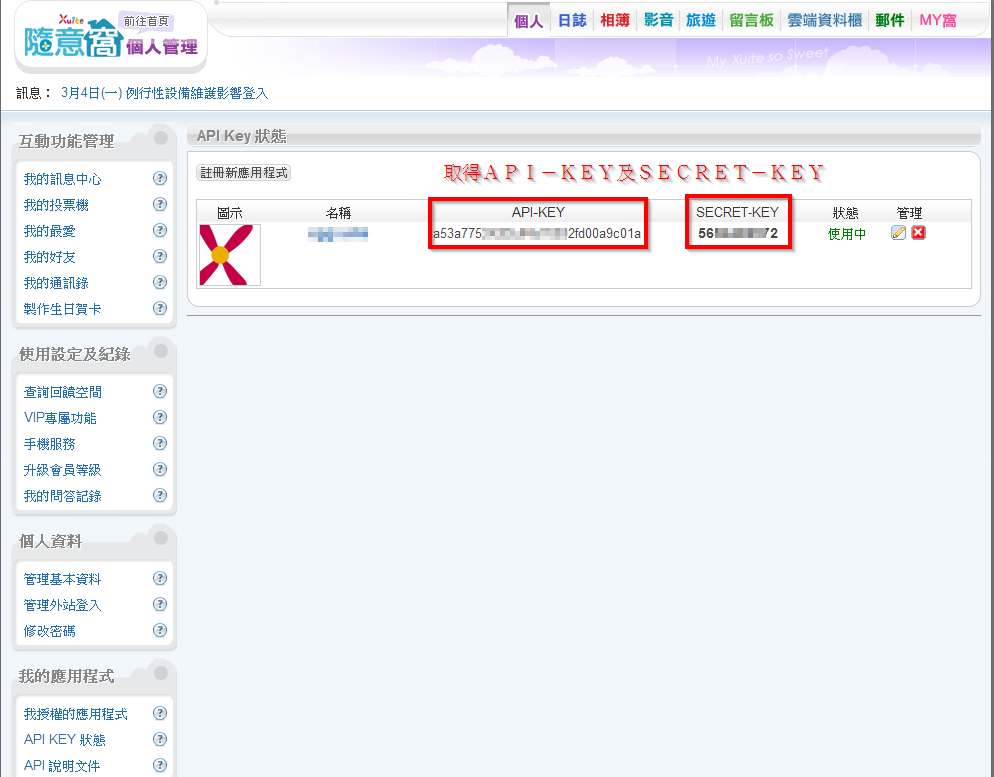 Xuite 前往首頁
隨意窩 個人管理
個人 日誌 相簿 影音 旅遊 留言板 雲端資料櫃 郵件 MY窩
My Xuite so Sweet
訊息： 3月4日(一) 例行性設備維護影響登入
互動功能管理
我的訊息中心
我的投票機
我的最愛
我的好友
我的通訊錄
製作生日賀卡
使用設定及紀錄
查詢回饋空間
VIP專屬功能
手機服務
升級會員等級
我的問答記錄
個人資料
管理基本資料
管理外站登入
修改密碼
我的應用程式
我授權的應用程式
API KEY 狀態
API 說明文件
API Key 狀態
註冊新應用程式
取得ＡＰＩ－ＫＥＹ及ＳＥＣＲＥＴ－ＫＥＹ
圖示 名稱 API-KEY SECRET-KEY 狀態 管理
a53a775 2fd00a9c01a 56 72 使用中